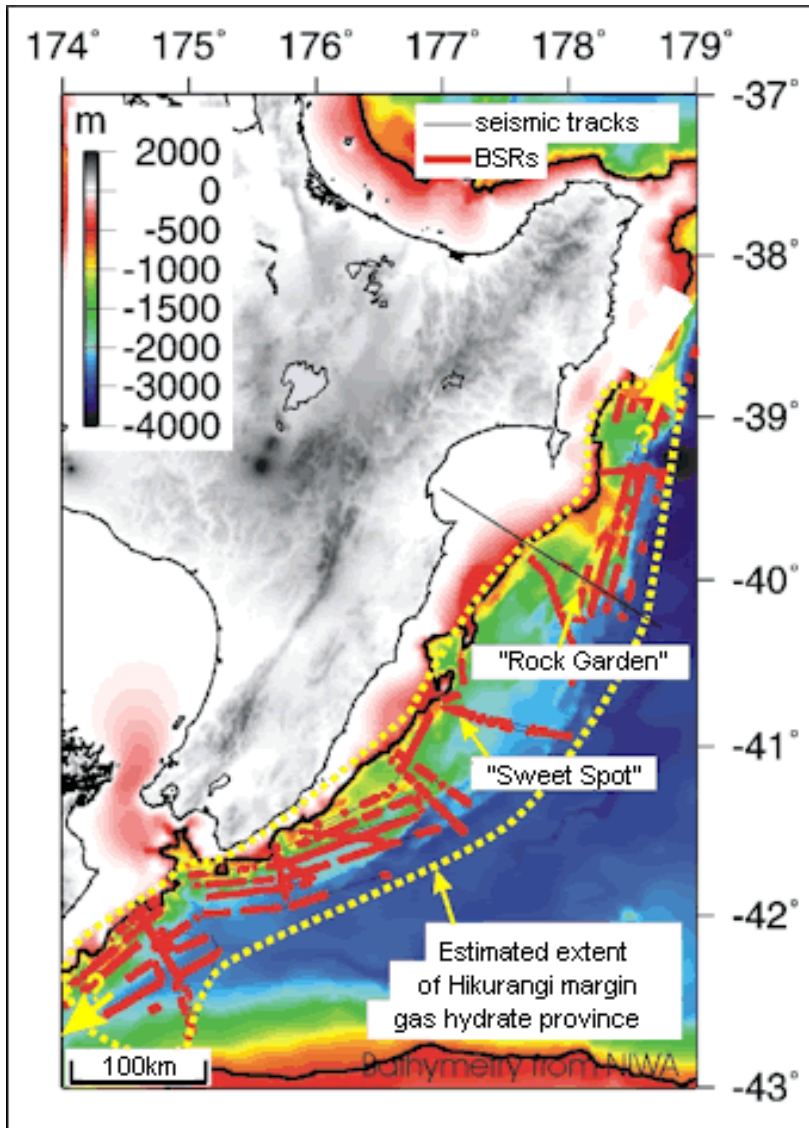 174° 175° 176° 177° 178° 179°
-37°
m
seismic tracks
BSRs
2000
0
-500
-1000
-1500
-2000
-3000
-4000
-38°
-39°
?
-40°
"Rock Garden"
-41°
"Sweet Spot"
-42°
Estimated extent
of Hikurangi margin
gas hydrate province
?
100km
Bathymetry from NIWA
-43°